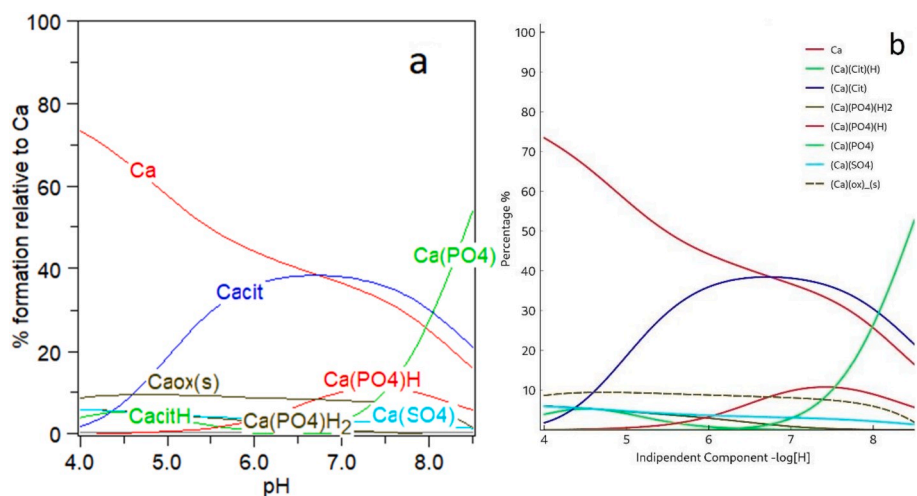 a
% formation relative to Ca
100
80
60
40
20
0
Ca
Cacit
Ca(PO4)
Caox(s)
Ca(PO4)H
CacitH
Ca(PO4)H2
Ca(SO4)
4.0 5.0 6.0 7.0 8.0
pH
b
Percentage %
100
90
80
70
60
50
40
30
20
10
Ca
(Ca)(Cit)(H)
(Ca)(Cit)
(Ca)(PO4)(H)2
(Ca)(PO4)(H)
(Ca)(PO4)
(Ca)(SO4)
(Ca)(ox)_(s)
4 5 6 7 8
Indipendent Component -log[H]